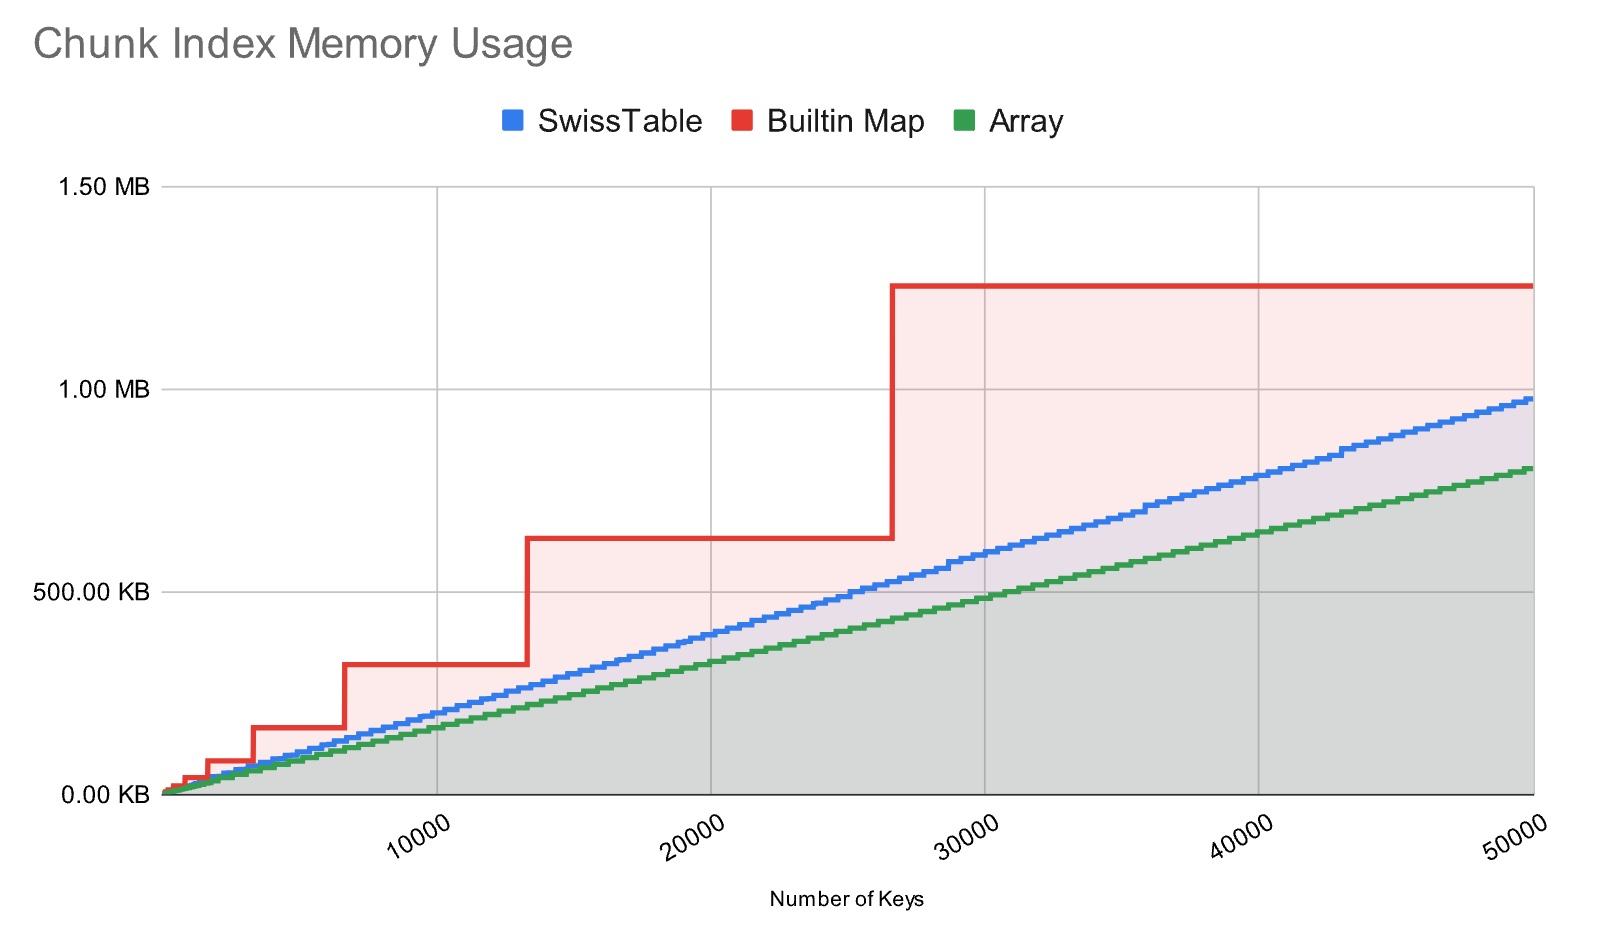 Chunk Index Memory Usage
SwissTable Builtin Map Array
1.50 MB
1.00 MB
500.00 KB
0.00 KB
10000 20000 30000 40000 50000
Number of Keys